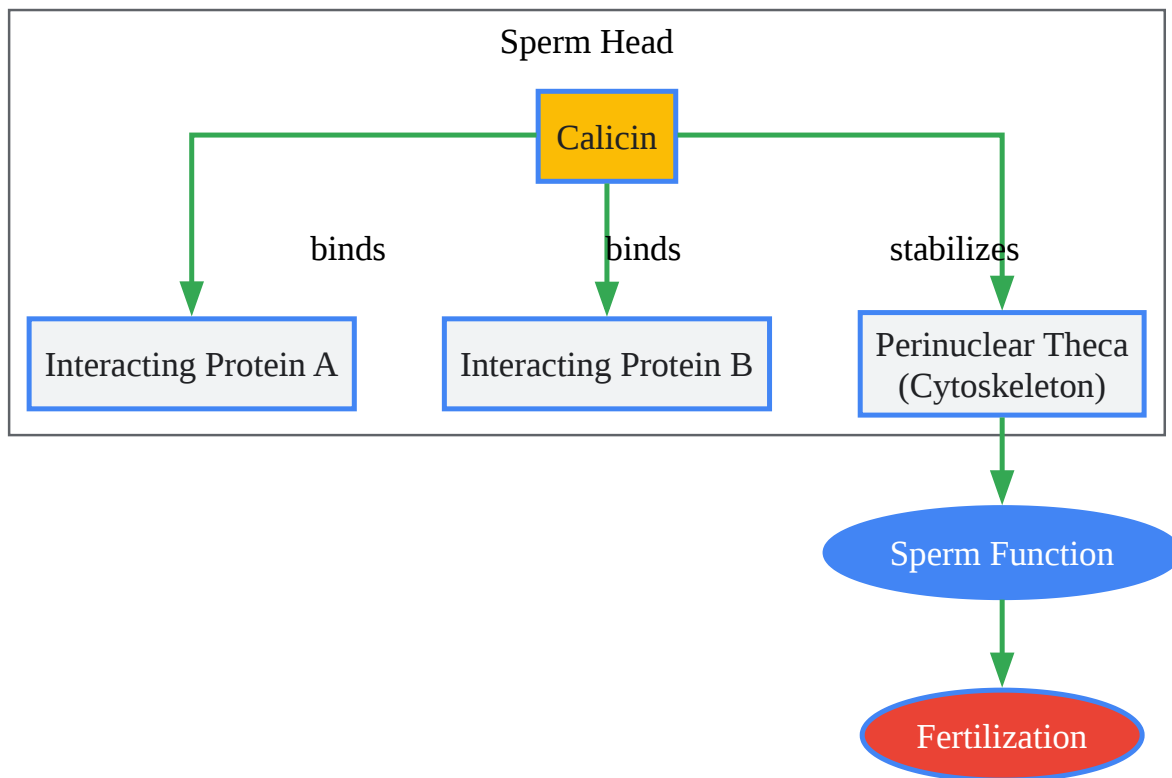 Sperm Head
Calicin
binds
binds
stabilizes
Interacting Protein A
Interacting Protein B
Perinuclear Theca
(Cytoskeleton)
Sperm Function
Fertilization